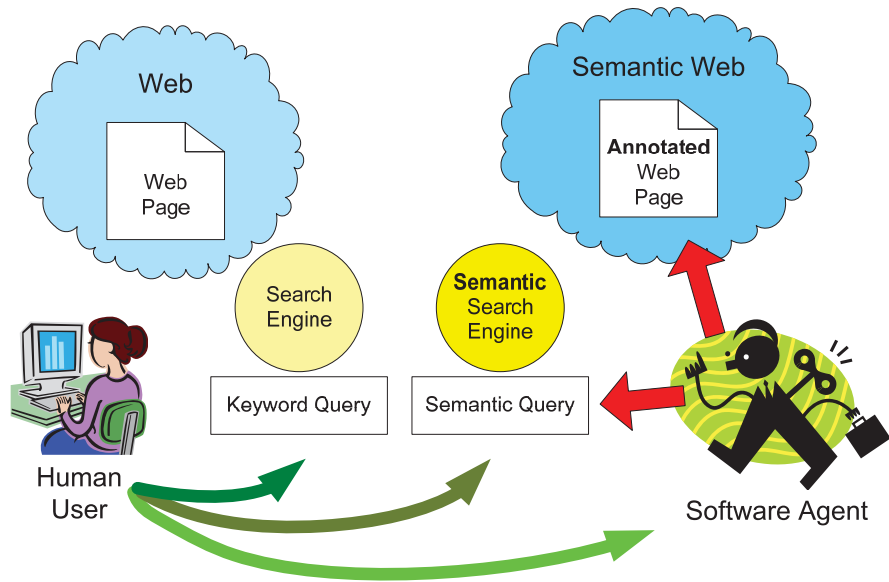 Web
Web
Page
Semantic Web
Annotated
Web
Page
Search
Engine
Semantic
Search
Engine
Keyword Query
Semantic Query
Human
User
Software Agent